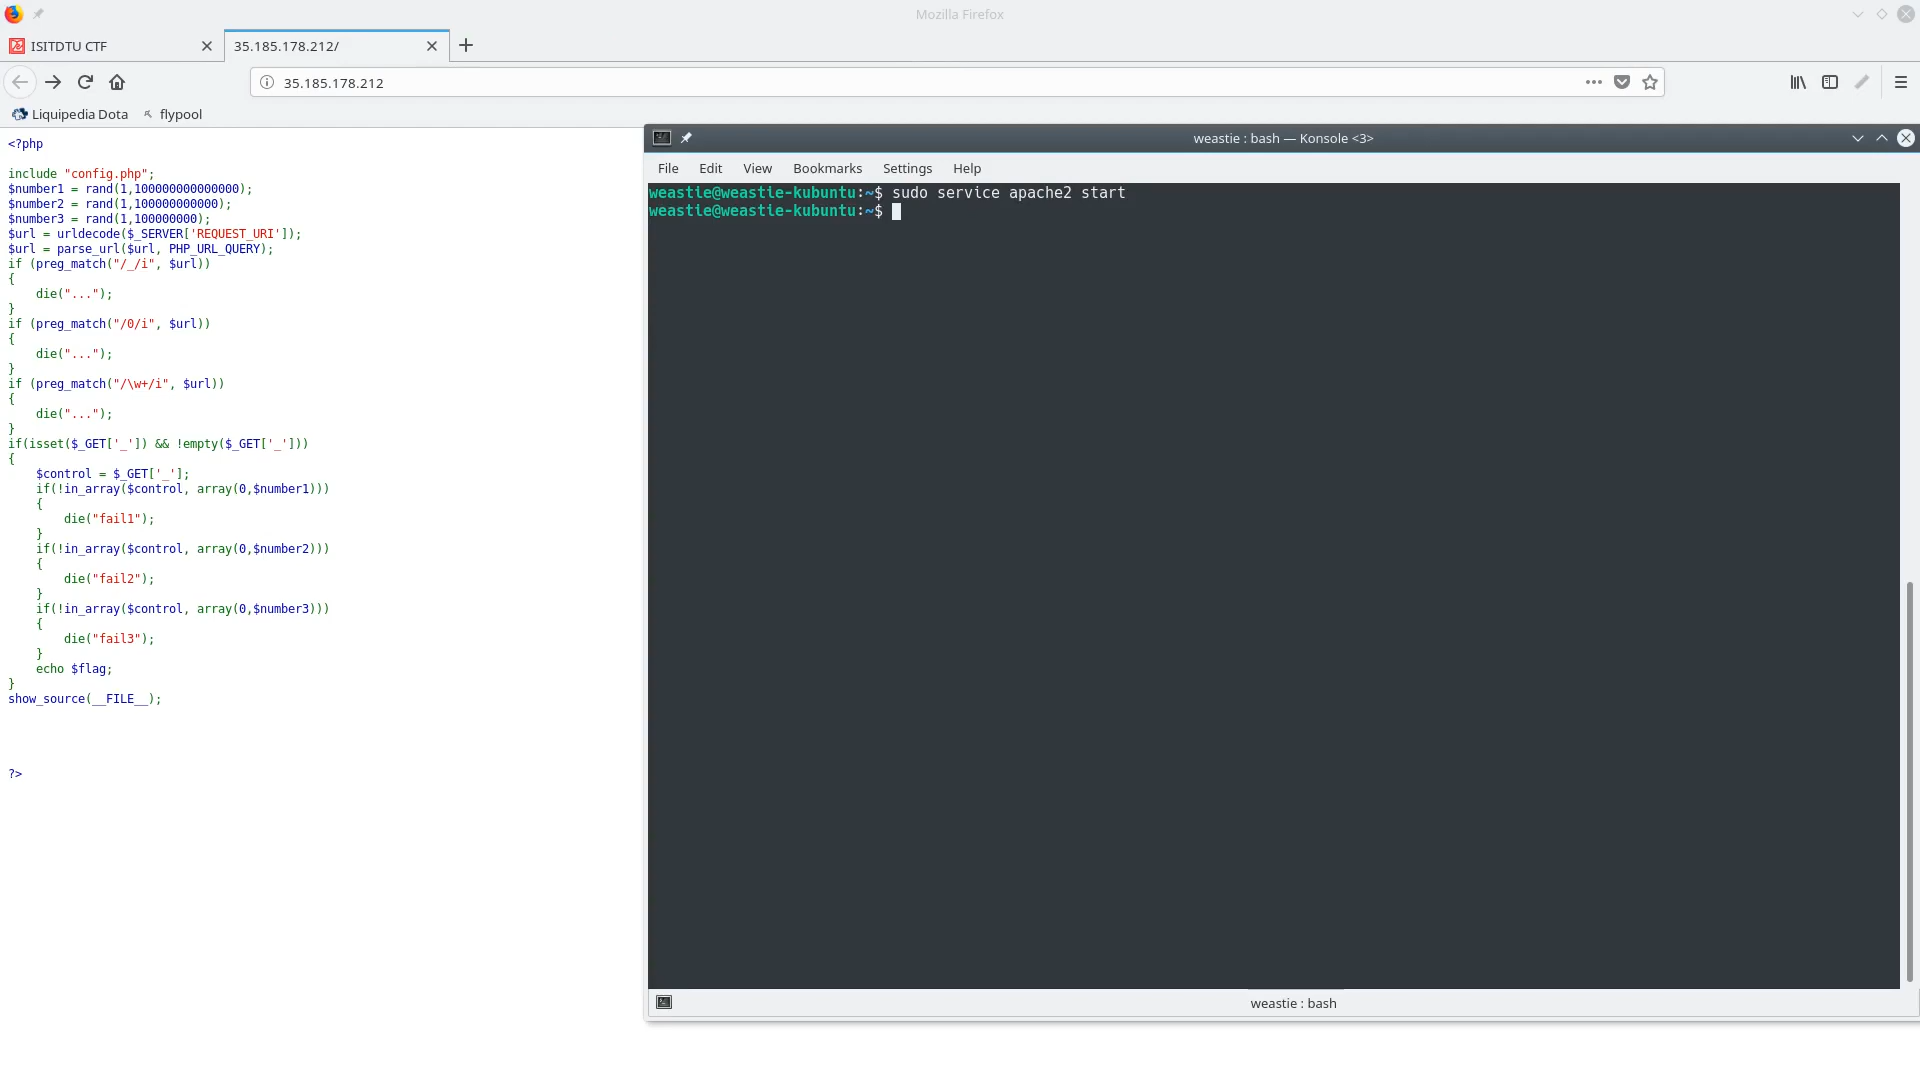 Mozilla Firefox
ISITDTU CTF
35.185.178.212/
35.185.178.212
Liquipedia Dota
flypool
<?php
include "config.php";
$number1 = rand(1,100000000000000);
$number2 = rand(1,100000000000);
$number3 = rand(1,100000000);
$url = urldecode($_SERVER['REQUEST_URI']);
$url = parse_url($url, PHP_URL_QUERY);
if (preg_match("/_/i", $url))
{
    die("...");
}
if (preg_match("/0/i", $url))
{
    die("...");
}
if (preg_match("/\w+/i", $url))
{
    die("...");
}
if(isset($_GET['_']) && !empty($_GET['_']))
{
    $control = $_GET['_'];
    if(!in_array($control, array(0,$number1)))
    {
        die("fail1");
    }
    if(!in_array($control, array(0,$number2)))
    {
        die("fail2");
    }
    if(!in_array($control, array(0,$number3)))
    {
        die("fail3");
    }
    echo $flag;
}
show_source(__FILE__);
?>
weastie : bash — Konsole <3>
File Edit View Bookmarks Settings Help
weastie@weastie-kubuntu:~$ sudo service apache2 start
weastie@weastie-kubuntu:~$
weastie : bash